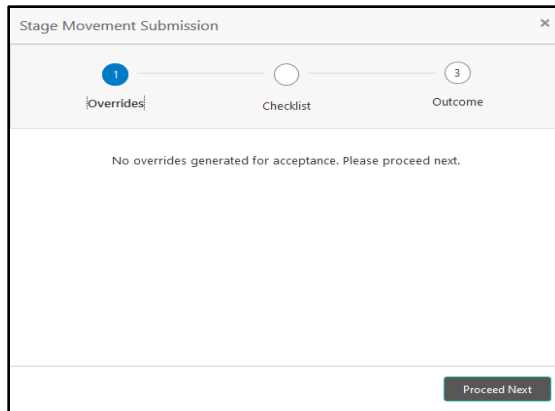 Stage Movement Submission ×
1 3
Overrides Checklist Outcome
No overrides generated for acceptance. Please proceed next.
Proceed Next